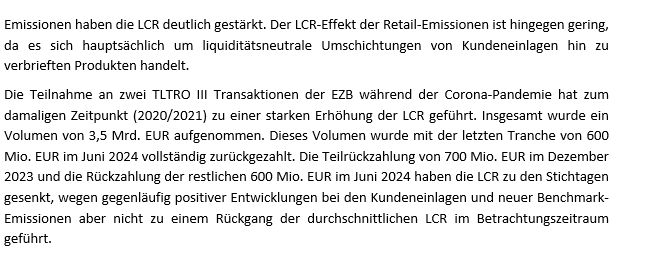 Emissionen haben die LCR deutlich gestärkt. Der LCR-Effekt der Retail-Emissionen ist hingegen gering,
da es sich hauptsächlich um liquiditätsneutrale Umschichtungen von Kundeneinlagen hin zu
verbrieften Produkten handelt.
Die Teilnahme an zwei TLTRO III Transaktionen der EZB während der Corona-Pandemie hat zum
damaligen Zeitpunkt (2020/2021) zu einer starken Erhöhung der LCR geführt. Insgesamt wurde ein
Volumen von 3,5 Mrd. EUR aufgenommen. Dieses Volumen wurde mit der letzten Tranche von 600
Mio. EUR im Juni 2024 vollständig zurückgezahlt. Die Teilrückzahlung von 700 Mio. EUR im Dezember
2023 und die Rückzahlung der restlichen 600 Mio. EUR im Juni 2024 haben die LCR zu den Stichtagen
gesenkt, wegen gegenläufig positiver Entwicklungen bei den Kundeneinlagen und neuer Benchmark-
Emissionen aber nicht zu einem Rückgang der durchschnittlichen LCR im Betrachtungszeitraum
geführt.